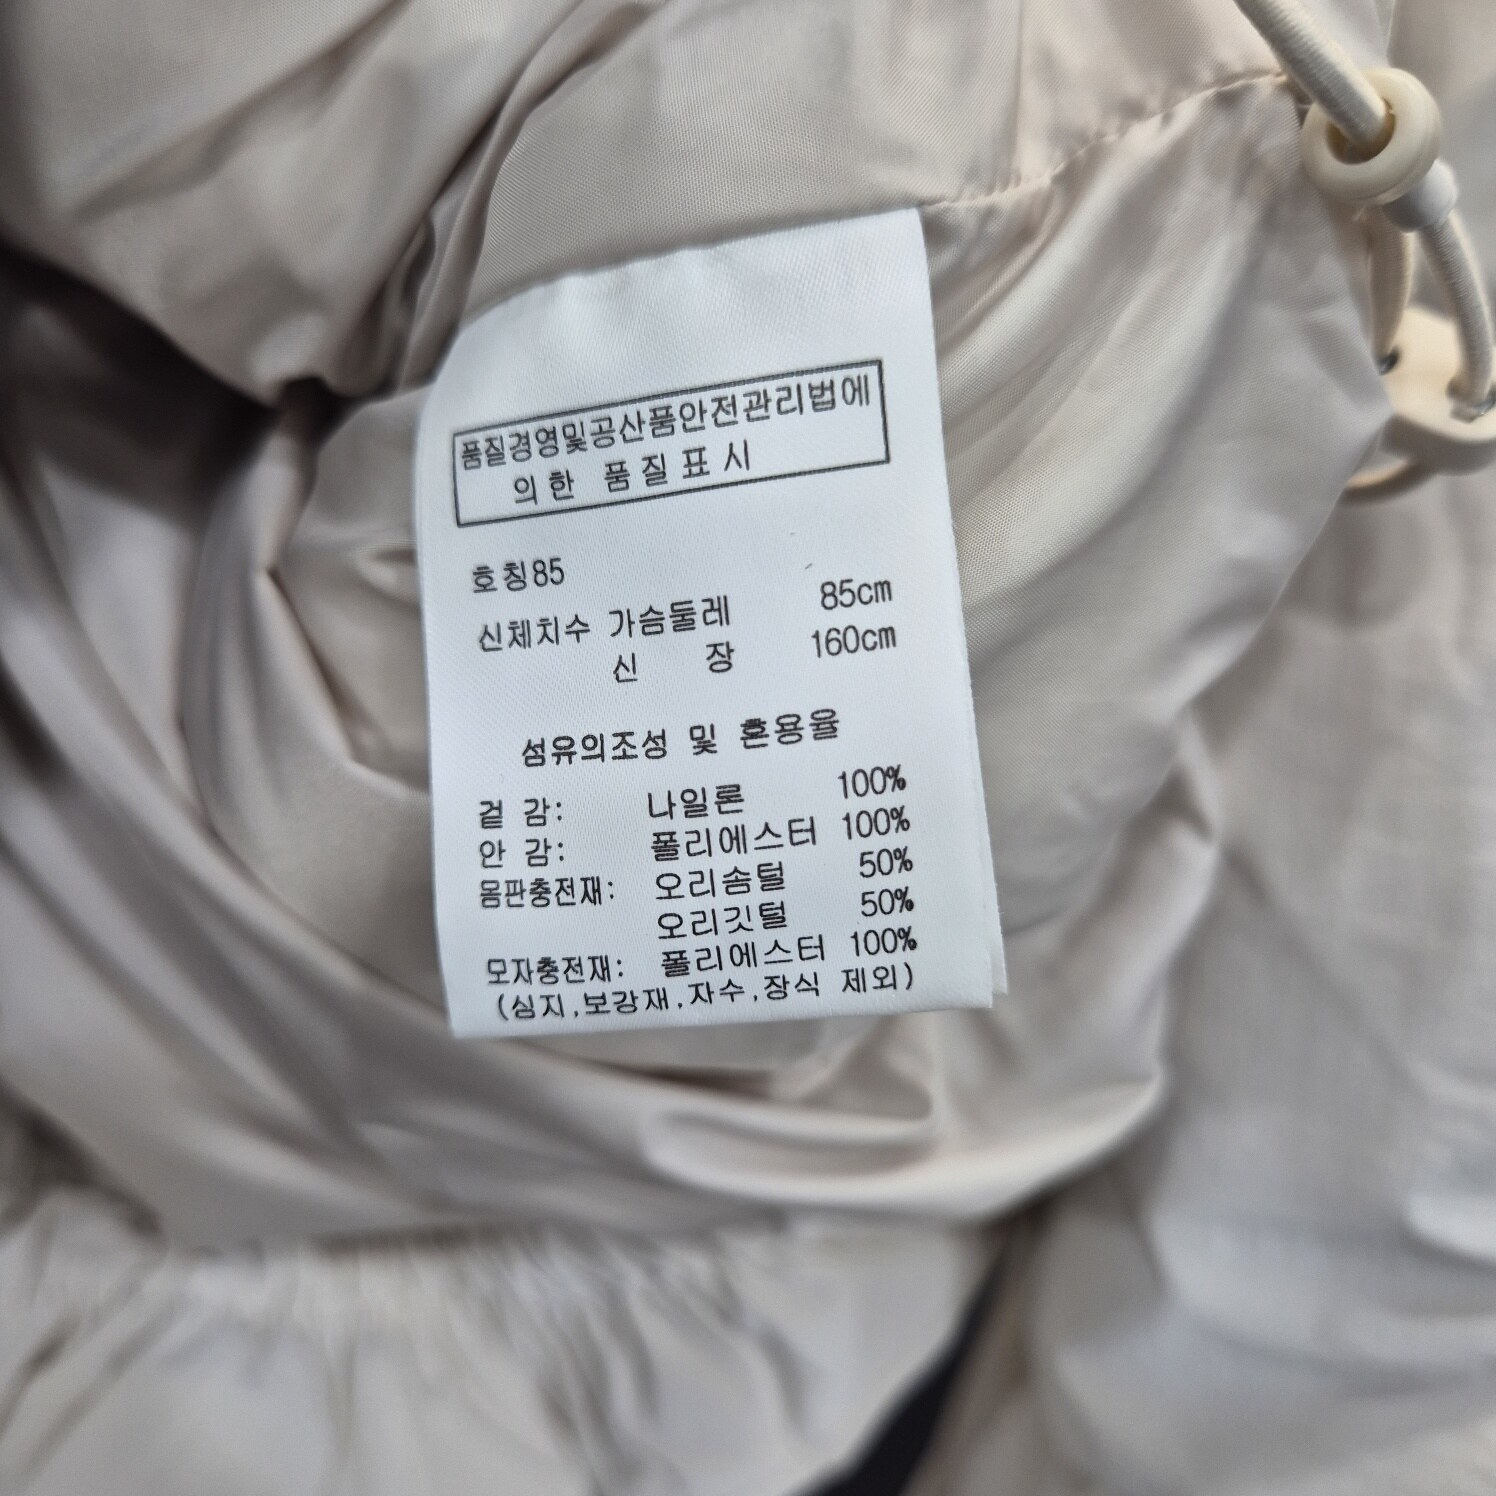 품질경영및공산품안전관리법에
의한 품질표시
호칭85
신체치수 가슴둘레 85cm
신 장 160cm
섬유의조성 및 혼용율
겉 감: 나일론 100%
안 감: 폴리에스터 100%
몸판충전재: 오리솜털 50%
오리깃털 50%
모자충전재: 폴리에스터 100%
(심지,보강재,자수,장식 제외)